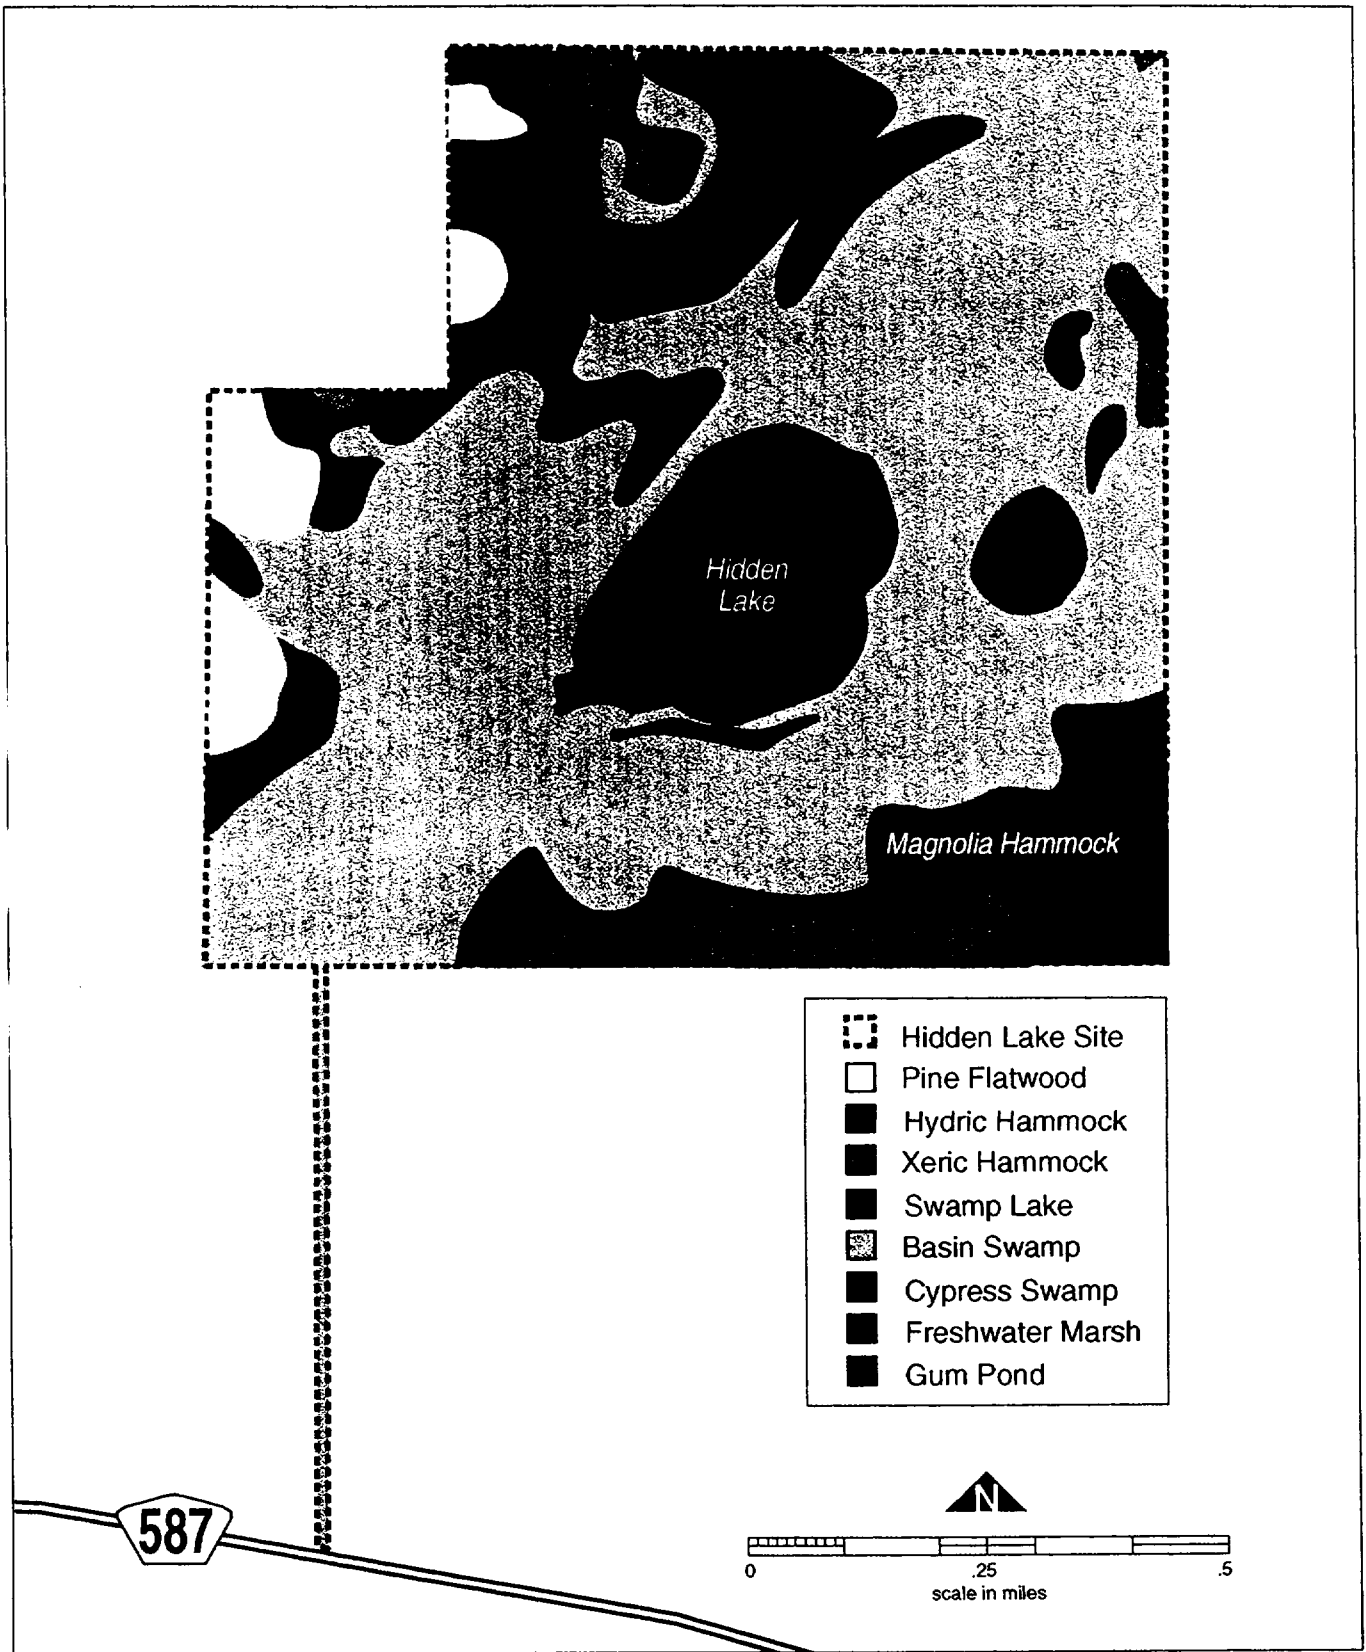 Hidden
Lake
Magnolia Hammock
Hidden Lake Site
Pine Flatwood
Hydric Hammock
Xeric Hammock
Swamp Lake
Basin Swamp
Cypress Swamp
Freshwater Marsh
Gum Pond
N
587
0 .25 .5
scale in miles